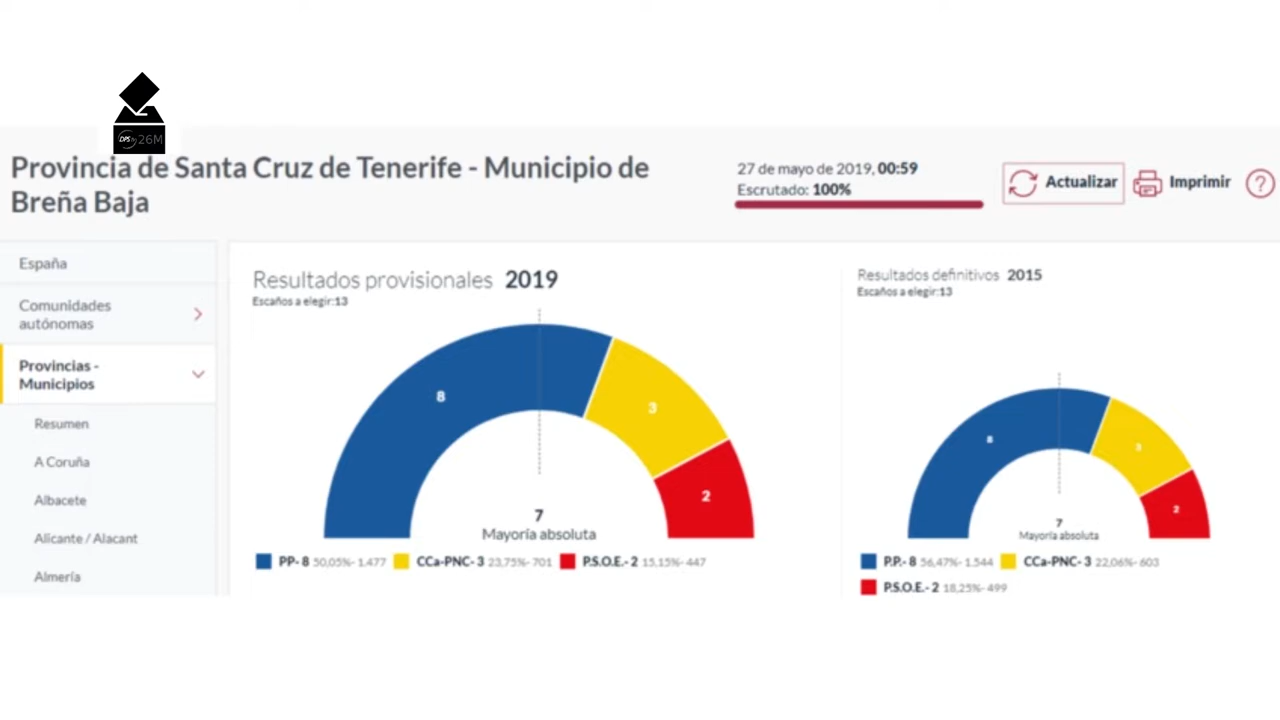 DPS by 26M
Provincia de Santa Cruz de Tenerife - Municipio de
Breña Baja
27 de mayo de 2019, 00:59
Escrutado: 100%
Actualizar
Imprimir
?
España
Comunidades
autónomas
Provincias -
Municipios
Resumen
A Coruña
Albacete
Alicante / Alacant
Almería
Resultados provisionales 2019
Escaños a elegir:13
8
3
2
7
Mayoría absoluta
PP- 8 50,05%- 1.477 CCa-PNC- 3 23,75%- 701 P.S.O.E.- 2 15,15%- 447
Resultados definitivos 2015
Escaños a elegir:13
8
3
2
7
Mayoría absoluta
P.P.- 8 56,47%- 1.544 CCa-PNC- 3 22,06%- 603
P.S.O.E.- 2 18,25%- 499